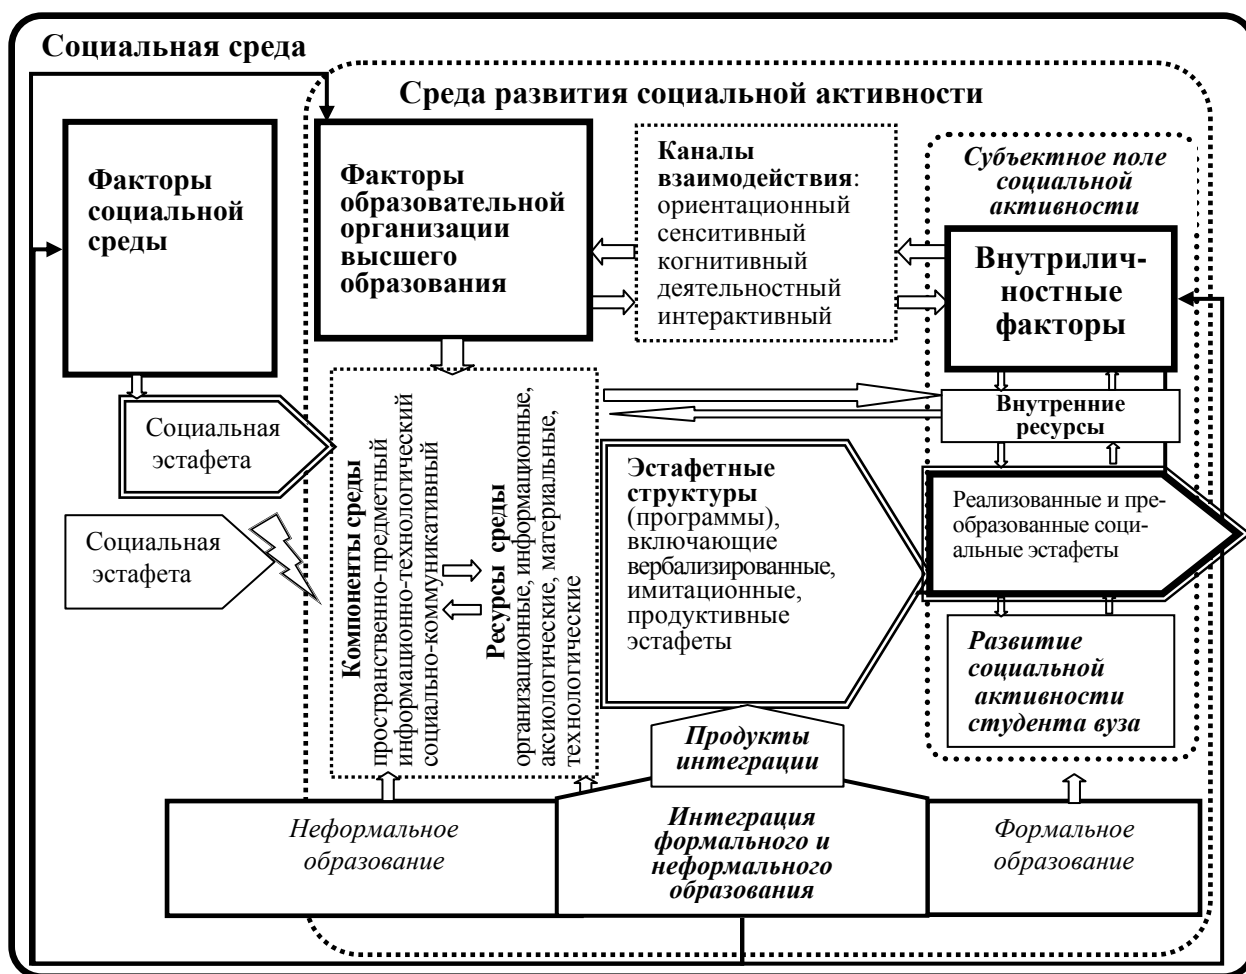 Социальная среда
Среда развития социальной активности
Факторы
социальной
среды
Факторы
образовательной
организации
высшего
образования
Каналы
взаимодействия:
ориентационный
сенситивный
когнитивный
деятельностный
интерактивный
Субъектное поле
социальной
активности
Внутрилич-
ностные
факторы
Внутренние
ресурсы
Социальная
эстафета
Социальная
эстафета
Компоненты среды
пространственно-предметный
информационно-технологический
социально-коммуникативный
Ресурсы среды
организационные, информационные,
аксиологические, материальные,
технологические
Эстафетные
структуры
(программы),
включающие
вербализированные,
имитационные,
продуктивные
эстафеты
Реализованные и пре-
образованные соци-
альные эстафеты
Развитие
социальной
активности
студента вуза
Продукты
интеграции
Неформальное
образование
Интеграция
формального и
неформального
образования
Формальное
образование